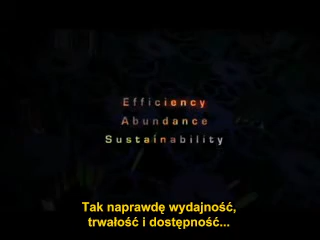 Efficiency
Abundance
Sustainability
Tak naprawdę wydajność,
trwałość i dostępność...